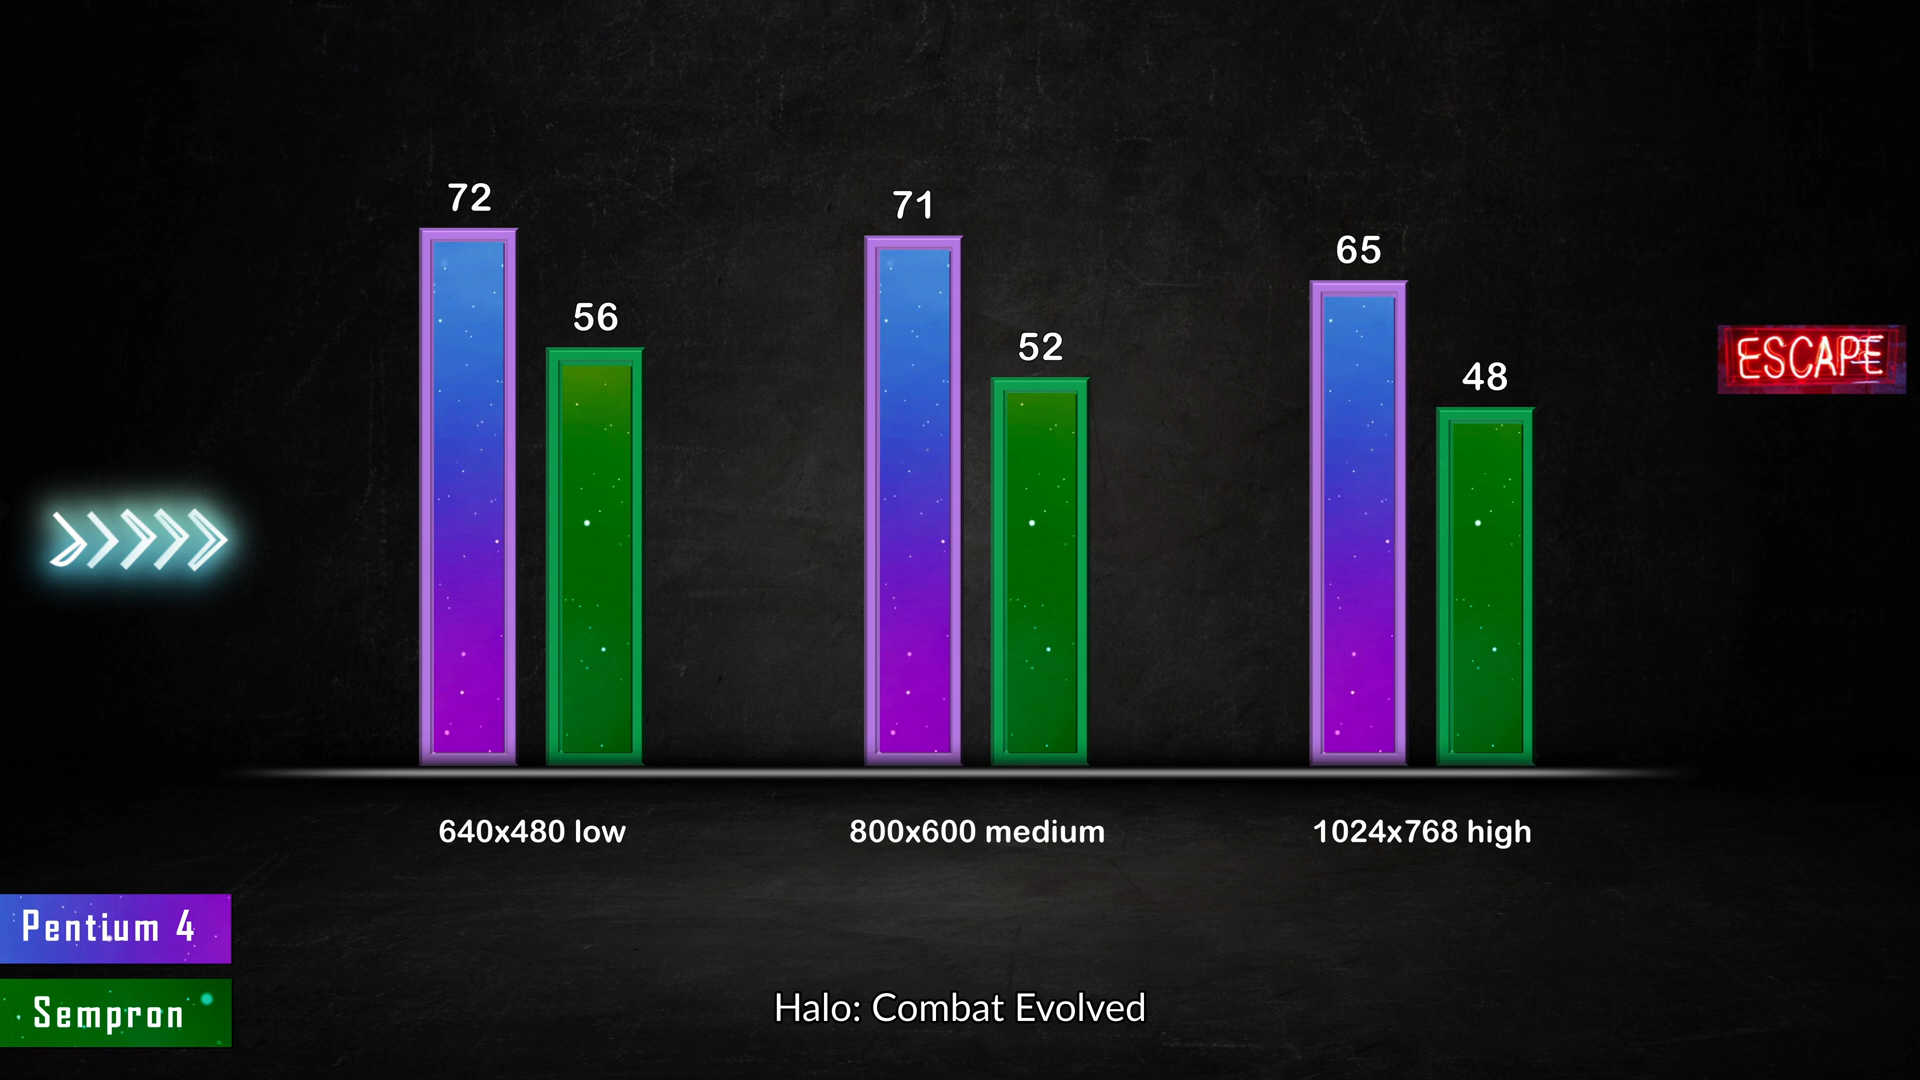 72
56
71
52
65
48
ESCAPE
640x480 low
800x600 medium
1024x768 high
Pentium 4
Sempron
Halo: Combat Evolved